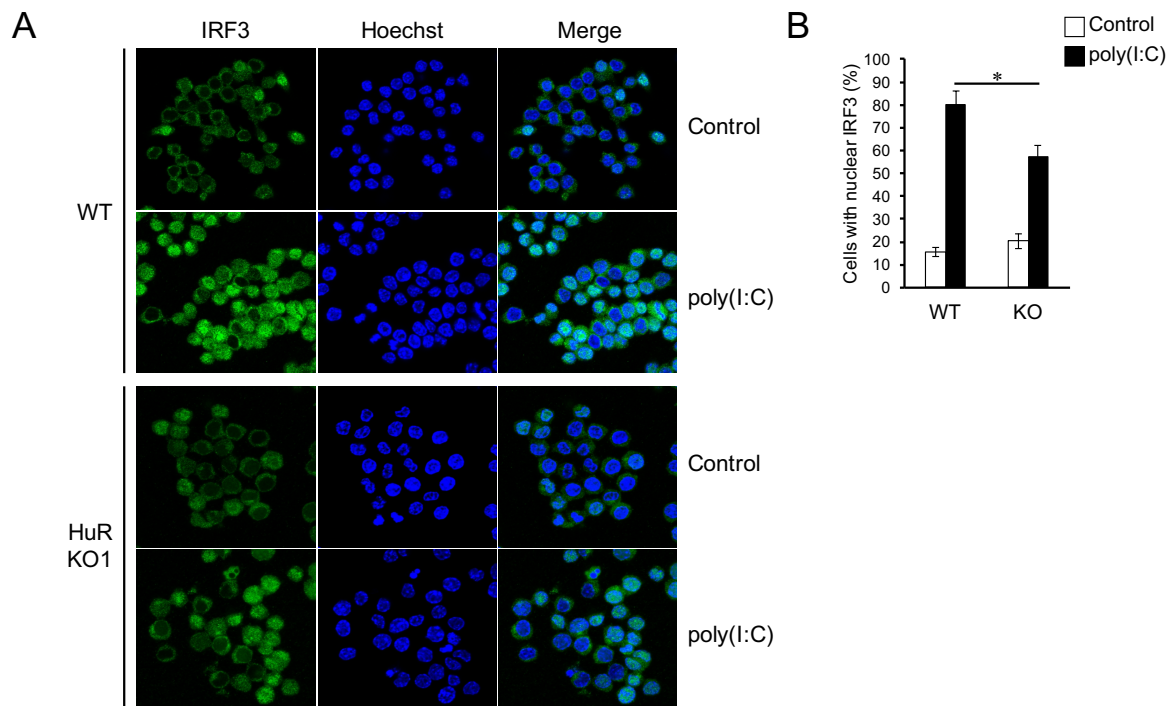 A
IRF3 Hoechst Merge
WT
Control
poly(I:C)
HuR
KO1
Control
poly(I:C)
B
Control
poly(I:C)
Cells with nuclear IRF3 (%)
100
90
80
70
60
50
40
30
20
10
0
*
WT KO